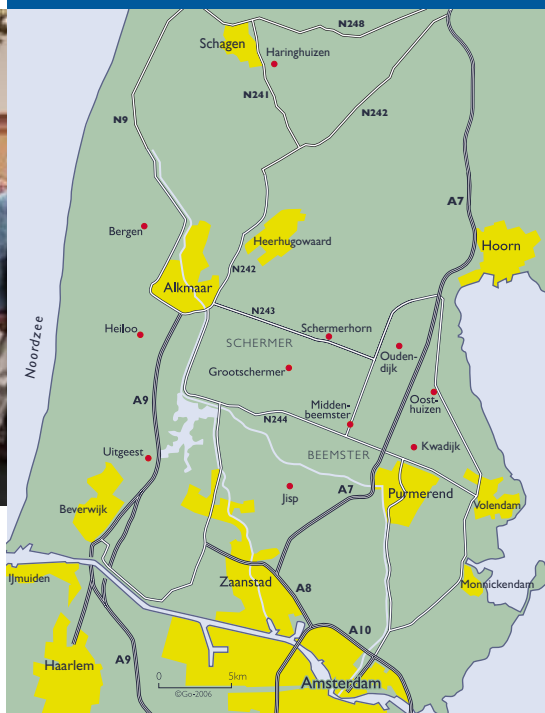 N248
Schagen
Haringhuizen
N241
N242
N9
A7
Bergen
Heerhugowaard
Hoorn
N242
Alkmaar
N243
Heiloo
Schermerhorn
SCHERMER
Ouden-
dijk
Grootschermer
Noordzee
A9
Midden-
beemster
Oost-
huizen
N244
Kwadijk
Uitgeest
BEEMSTER
A7
Purmerend
Jisp
Volendam
Beverwijk
IJmuiden
Zaanstad
A8
Monnickendam
A10
Haarlem
A9
0 5km
©Go-2006
Amsterdam